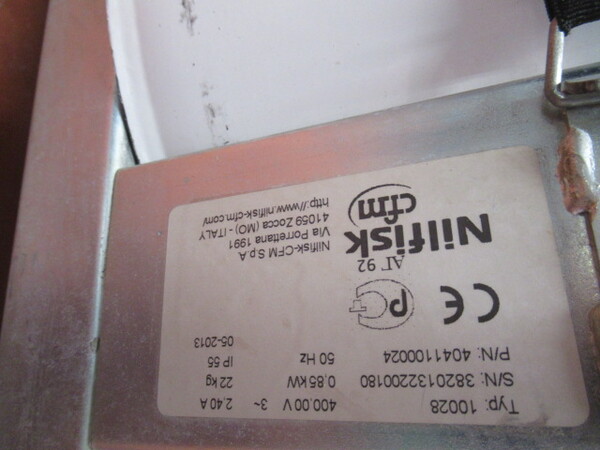 Nilfisk
cfm
Nilfisk-CFM S.p.A.
Via Porrettana 1991
41059 Zocca (MO) - ITALY
http://www.nilfisk-cfm.com/
CE
АГ 92
Typ: 10028
S/N: 3820132200180
P/N: 4041100024
400.00 V 3~ 2,40 A
0,85 kW 22 kg
50 Hz IP 55
05-2013